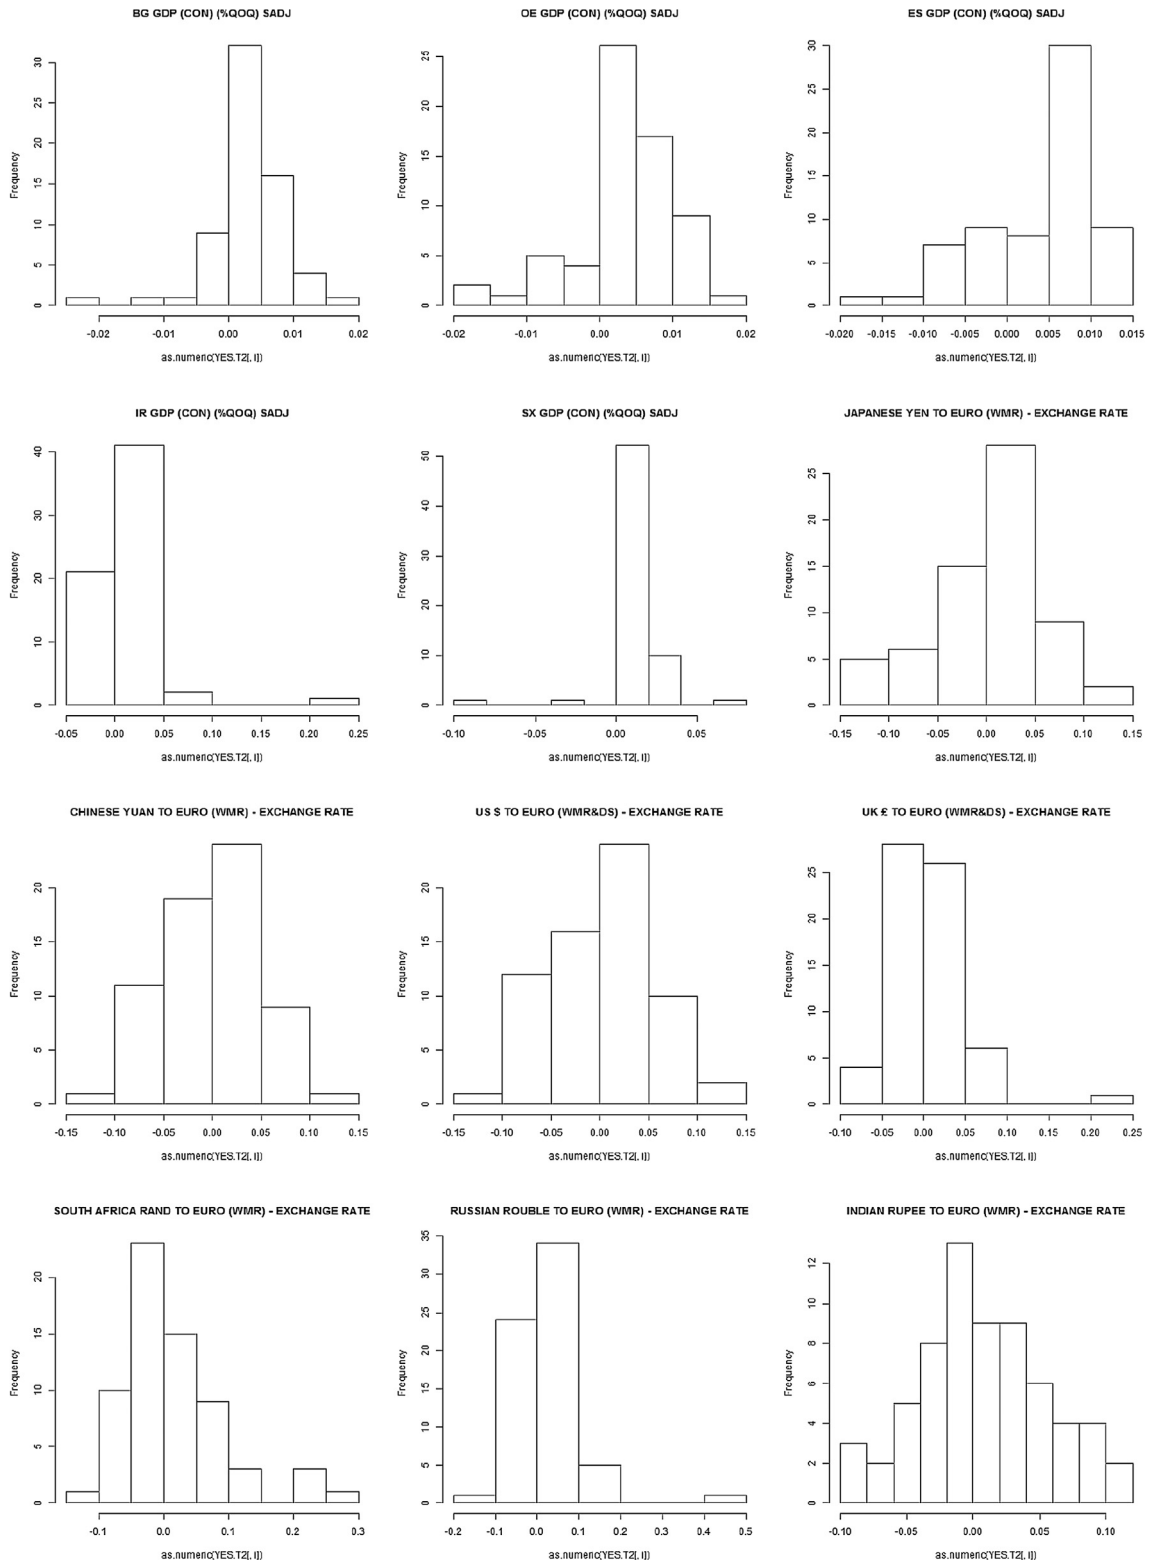 BG GDP (CON) (%QOQ) SADJ
Frequency
0 5 10 15 20 25 30
-0.02 -0.01 0.00 0.01 0.02
as.numeric(YES.T2[, i])
OE GDP (CON) (%QOQ) SADJ
Frequency
0 5 10 15 20 25
-0.02 -0.01 0.00 0.01 0.02
as.numeric(YES.T2[, i])
ES GDP (CON) (%QOQ) SADJ
Frequency
0 5 10 15 20 25 30
-0.020 -0.015 -0.010 -0.005 0.000 0.005 0.010 0.015
as.numeric(YES.T2[, i])
IR GDP (CON) (%QOQ) SADJ
Frequency
0 10 20 30 40
-0.05 0.00 0.05 0.10 0.15 0.20 0.25
as.numeric(YES.T2[, i])
SX GDP (CON) (%QOQ) SADJ
Frequency
0 10 20 30 40 50
-0.10 -0.05 0.00 0.05
as.numeric(YES.T2[, i])
JAPANESE YEN TO EURO (WMR) - EXCHANGE RATE
Frequency
0 5 10 15 20 25
-0.15 -0.10 -0.05 0.00 0.05 0.10 0.15
as.numeric(YES.T2[, i])
CHINESE YUAN TO EURO (WMR) - EXCHANGE RATE
Frequency
0 5 10 15 20
-0.15 -0.10 -0.05 0.00 0.05 0.10 0.15
as.numeric(YES.T2[, i])
US $ TO EURO (WMR&DS) - EXCHANGE RATE
Frequency
0 5 10 15 20
-0.15 -0.10 -0.05 0.00 0.05 0.10 0.15
as.numeric(YES.T2[, i])
UK £ TO EURO (WMR&DS) - EXCHANGE RATE
Frequency
0 5 10 15 20 25
-0.10 -0.05 0.00 0.05 0.10 0.15 0.20 0.25
as.numeric(YES.T2[, i])
SOUTH AFRICA RAND TO EURO (WMR) - EXCHANGE RATE
Frequency
0 5 10 15 20
-0.1 0.0 0.1 0.2 0.3
as.numeric(YES.T2[, i])
RUSSIAN ROUBLE TO EURO (WMR) - EXCHANGE RATE
Frequency
0 5 10 15 20 25 30 35
-0.2 -0.1 0.0 0.1 0.2 0.3 0.4 0.5
as.numeric(YES.T2[, i])
INDIAN RUPEE TO EURO (WMR) - EXCHANGE RATE
Frequency
0 2 4 6 8 10 12
-0.10 -0.05 0.00 0.05 0.10
as.numeric(YES.T2[, i])